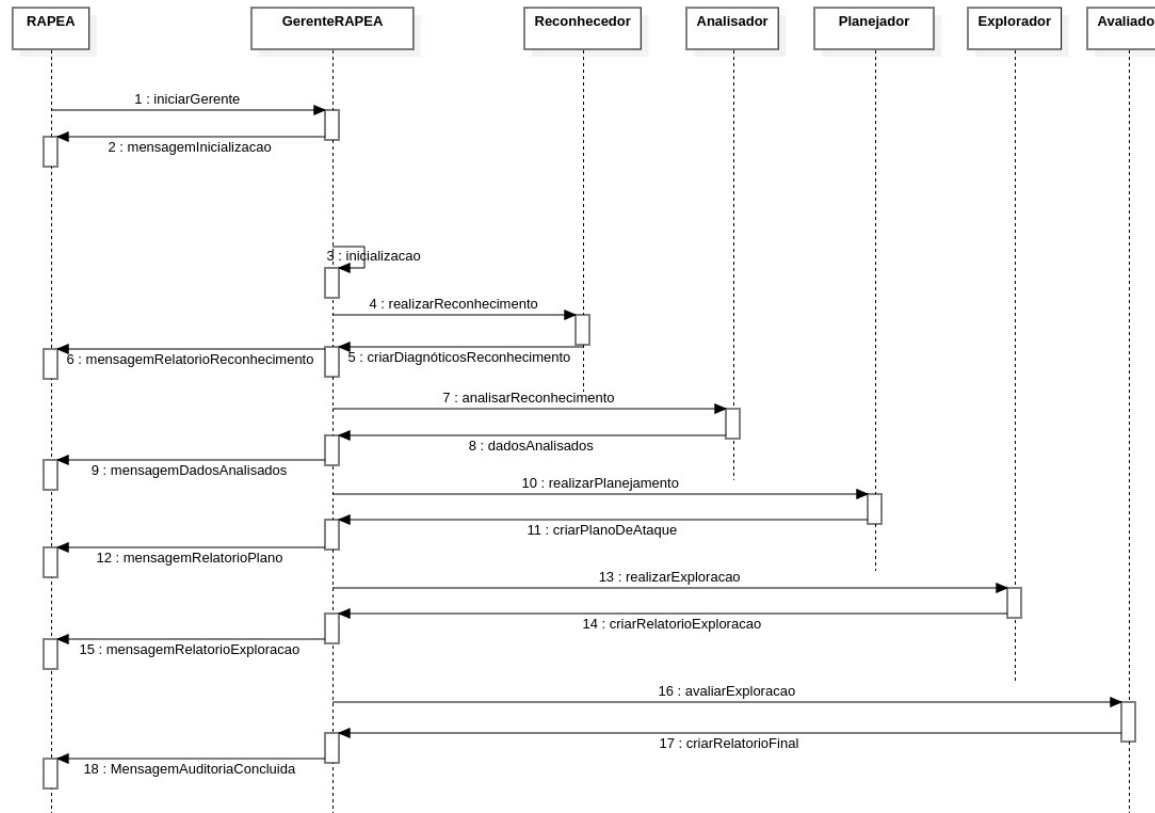 RAPEA
GerenteRAPEA
Reconhecedor
Analisador
Planejador
Explorador
Avaliador
1 : iniciarGerente
2 : mensagemInicializacao
3 : inicializacao
4 : realizarReconhecimento
5 : criarDiagnósticosReconhecimento
6 : mensagemRelatorioReconhecimento
7 : analisarReconhecimento
8 : dadosAnalisados
9 : mensagemDadosAnalisados
10 : realizarPlanejamento
11 : criarPlanoDeAtaque
12 : mensagemRelatorioPlano
13 : realizarExploracao
14 : criarRelatorioExploracao
15 : mensagemRelatorioExploracao
16 : avaliarExploracao
17 : criarRelatorioFinal
18 : MensagemAuditoriaConcluida